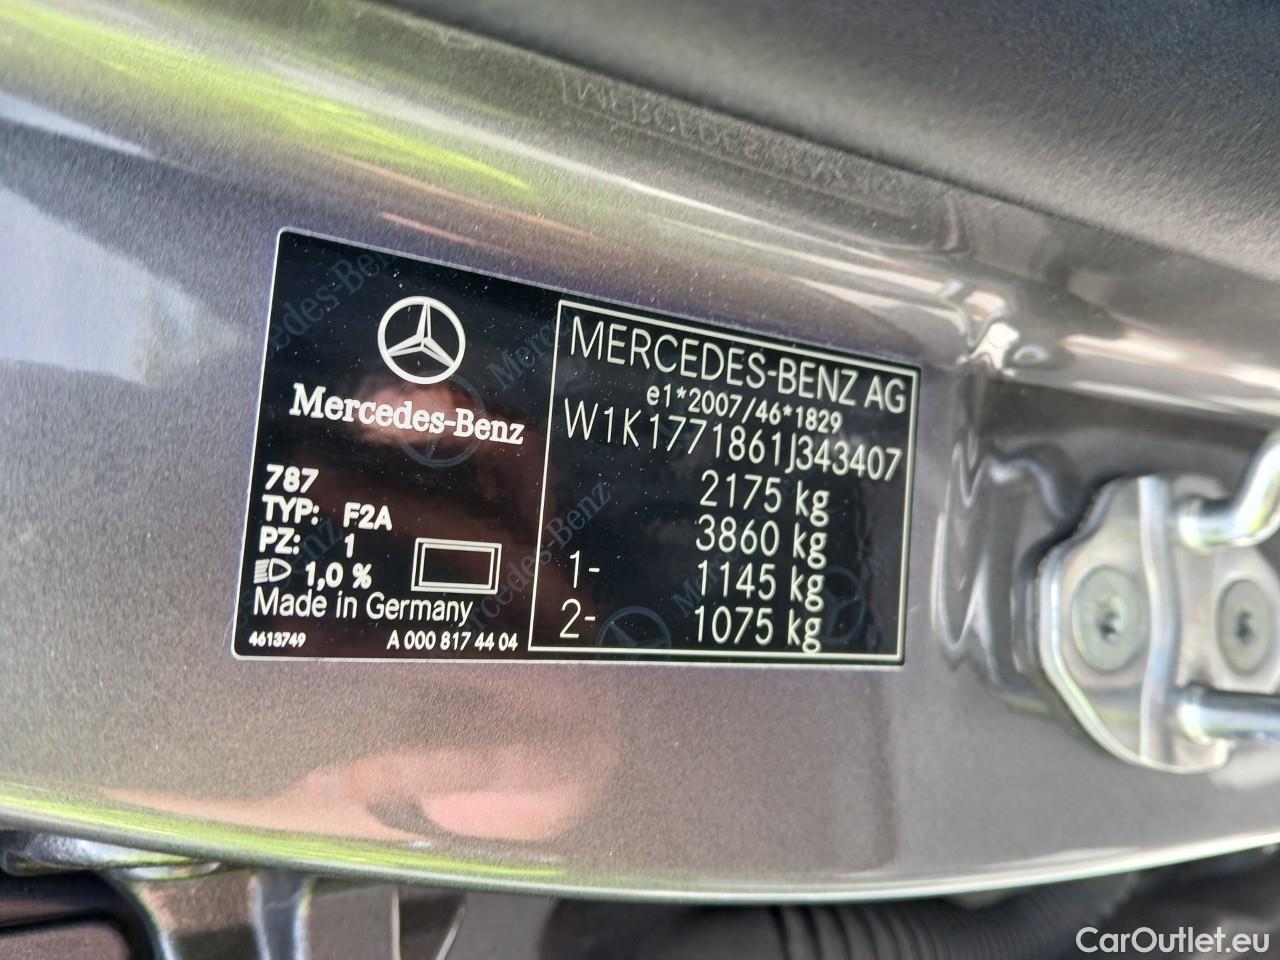 Mercedes-Benz
787
TYP: F2A
PZ: 1
1,0 %
Made in Germany
4613749 A 000 817 44 04
MERCEDES-BENZ AG
e1*2007/46*1829
W1K1771861J343407
2175 kg
3860 kg
1- 1145 kg
2- 1075 kg
CarOutlet.eu